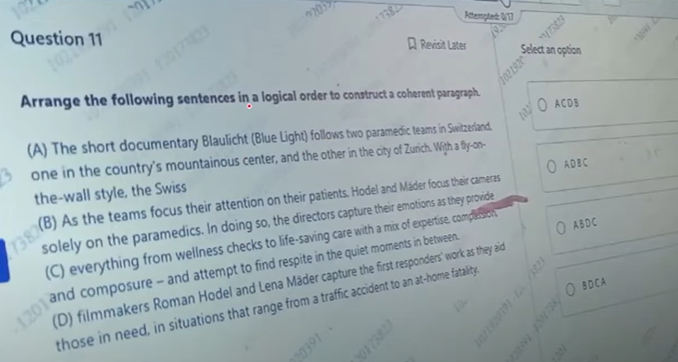 Question 11
Revisit Later
Attempted: 0/17
Select an option
Arrange the following sentences in a logical order to construct a coherent paragraph.
(A) The short documentary Blaulicht (Blue Light) follows two paramedic teams in Switzerland,
one in the country's mountainous center, and the other in the city of Zurich. With a fly-on-
the-wall style, the Swiss
(B) As the teams focus their attention on their patients, Hodel and Mäder focus their cameras
solely on the paramedics. In doing so, the directors capture their emotions as they provide
(C) everything from wellness checks to life-saving care with a mix of expertise, compassion
and composure – and attempt to find respite in the quiet moments in between.
(D) filmmakers Roman Hodel and Lena Mäder capture the first responders' work as they aid
those in need, in situations that range from a traffic accident to an at-home fatality.
ACDB
ADBC
ABDC
BDCA